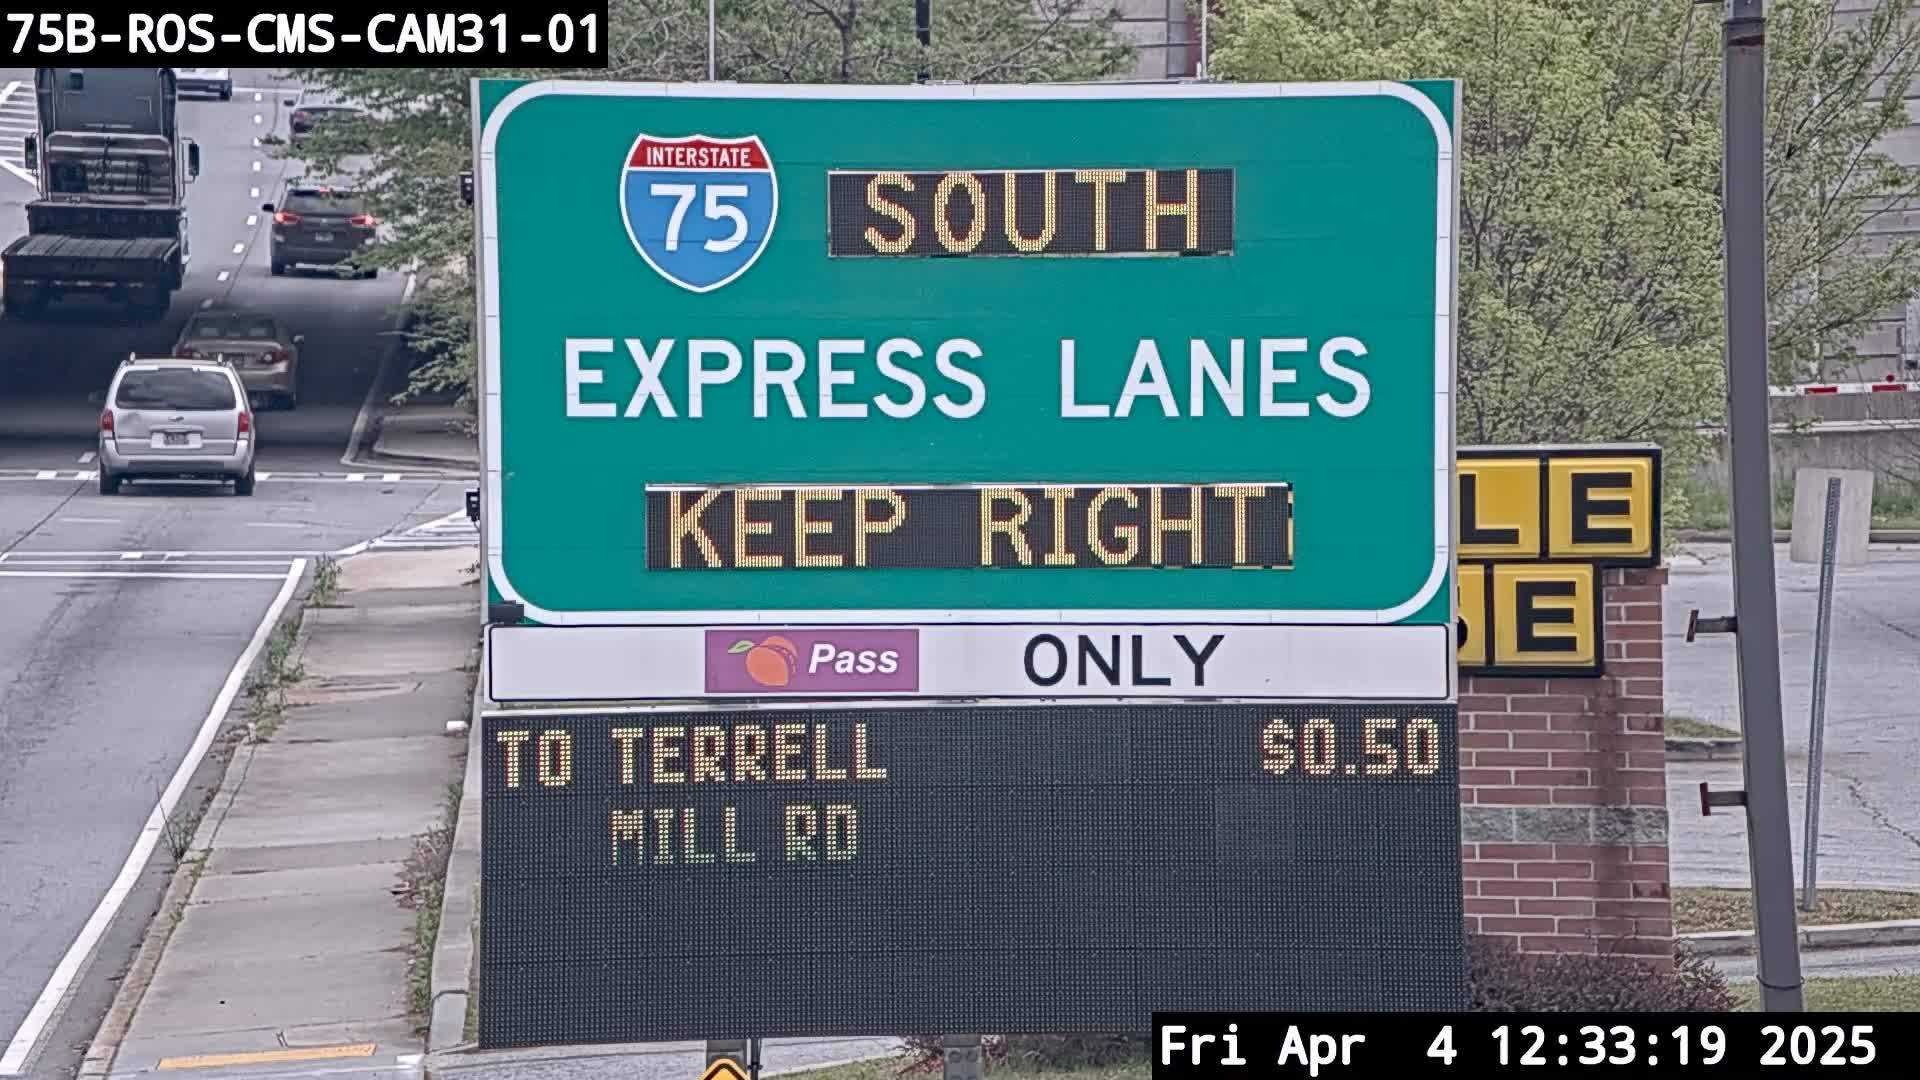 75B-ROS-CMS-CAM31-01
INTERSTATE
75
SOUTH
EXPRESS LANES
KEEP RIGHT
Pass ONLY
TO TERRELL $0.50
MILL RD
LE
E
Fri Apr 4 12:33:19 2025